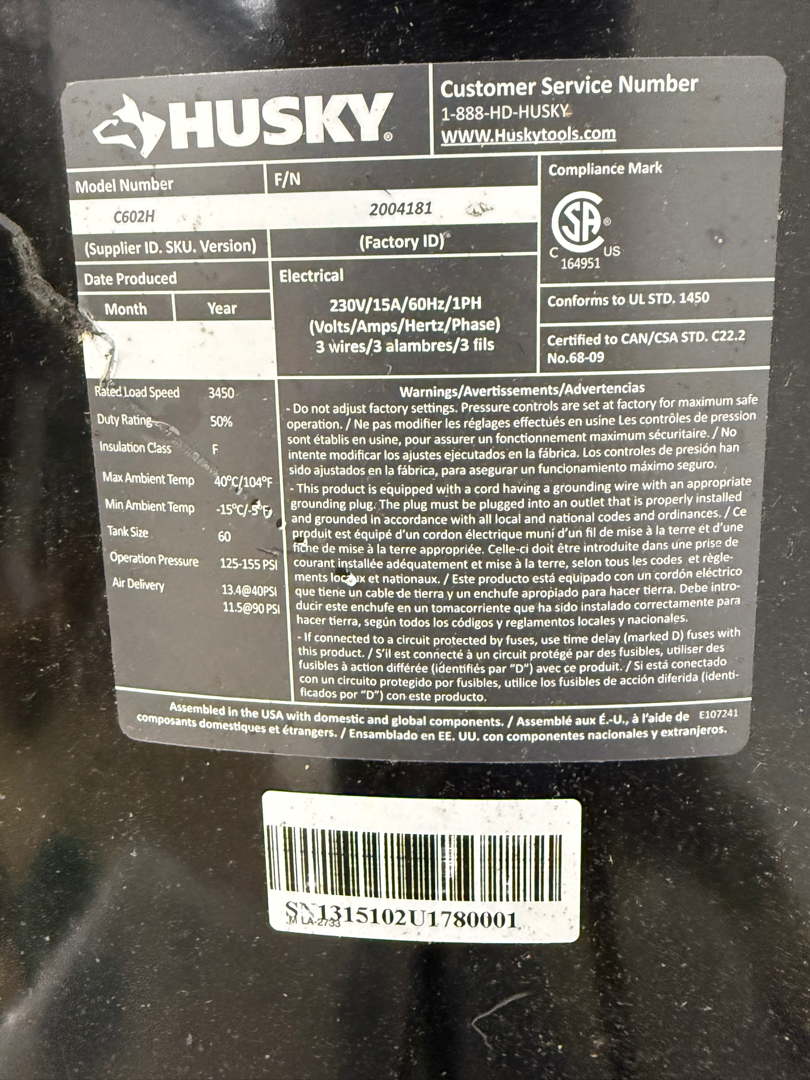 HUSKY®
Customer Service Number
1-888-HD-HUSKY
WWW.Huskytools.com
Model Number
F/N
C602H
2004181
(Supplier ID. SKU. Version)
(Factory ID)
Compliance Mark
SA
®
C US
164951
Date Produced
Month Year
Electrical
230V/15A/60Hz/1PH
(Volts/Amps/Hertz/Phase)
3 wires/3 alambres/3 fils
Conforms to UL STD. 1450
Certified to CAN/CSA STD. C22.2
No.68-09
Rated Load Speed 3450
Duty Rating 50%
Insulation Class F
Max Ambient Temp 40°C/104°F
Min Ambient Temp -15°C/-5°F
Tank Size 60
Operation Pressure 125-155 PSI
Air Delivery 13.4@40PSI
11.5@90 PSI
Warnings/Avertissements/Advertencias
- Do not adjust factory settings. Pressure controls are set at factory for maximum safe
operation. / Ne pas modifier les réglages effectués en usine Les contrôles de pression
sont établis en usine, pour assurer un fonctionnement maximum sécuritaire. / No
intente modificar los ajustes ejecutados en la fábrica. Los controles de presión han
sido ajustados en la fábrica, para asegurar un funcionamiento máximo seguro.
- This product is equipped with a cord having a grounding wire with an appropriate
grounding plug. The plug must be plugged into an outlet that is properly installed
and grounded in accordance with all local and national codes and ordinances. / Ce
produit est équipé d'un cordon électrique muni d'un fil de mise à la terre et d'une
fiche de mise à la terre appropriée. Celle-ci doit être introduite dans une prise de
courant installée adéquatement et mise à la terre, selon tous les codes et règle-
ments locaux et nationaux. / Este producto está equipado con un cordón eléctrico
que tiene un cable de tierra y un enchufe apropiado para hacer tierra. Debe intro-
ducir este enchufe en un tomacorriente que ha sido instalado correctamente para
hacer tierra, según todos los códigos y reglamentos locales y nacionales.
- If connected to a circuit protected by fuses, use time delay (marked D) fuses with
this product. / S'il est connecté à un circuit protégé par des fusibles, utiliser des
fusibles à action différée (identifiés par "D") avec ce produit. / Si está conectado
con un circuito protegido por fusibles, utilice los fusibles de acción diferida (identi-
ficados por "D") con este producto.
Assembled in the USA with domestic and global components. / Assemblé aux É.-U., à l'aide de E107241
composants domestiques et étrangers. / Ensamblado en EE. UU. con componentes nacionales y extranjeros.
SN1315102U1780001
M LA-2733